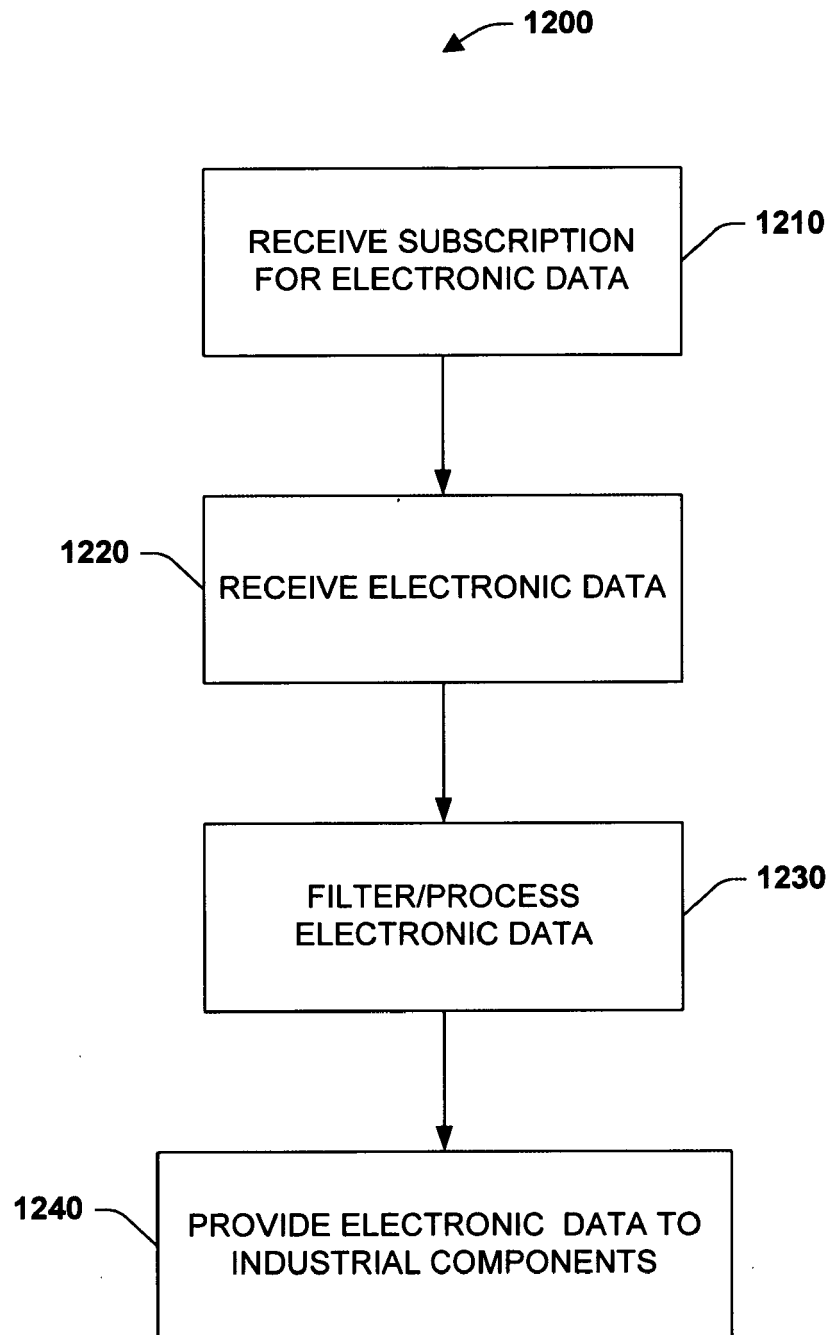 1200
RECEIVE SUBSCRIPTION
FOR ELECTRONIC DATA
1210
1220
RECEIVE ELECTRONIC DATA
FILTER/PROCESS
ELECTRONIC DATA
1230
1240
PROVIDE ELECTRONIC DATA TO
INDUSTRIAL COMPONENTS